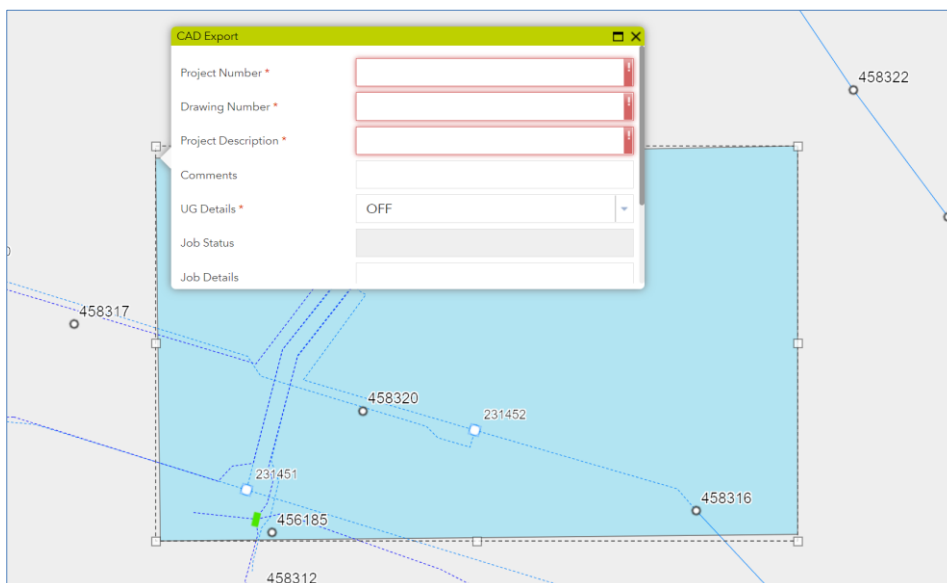 CAD Export
Project Number *
Drawing Number *
Project Description *
Comments
UG Details *
OFF
Job Status
Job Details
458322
458317
458320
231452
231451
458316
456185
458312